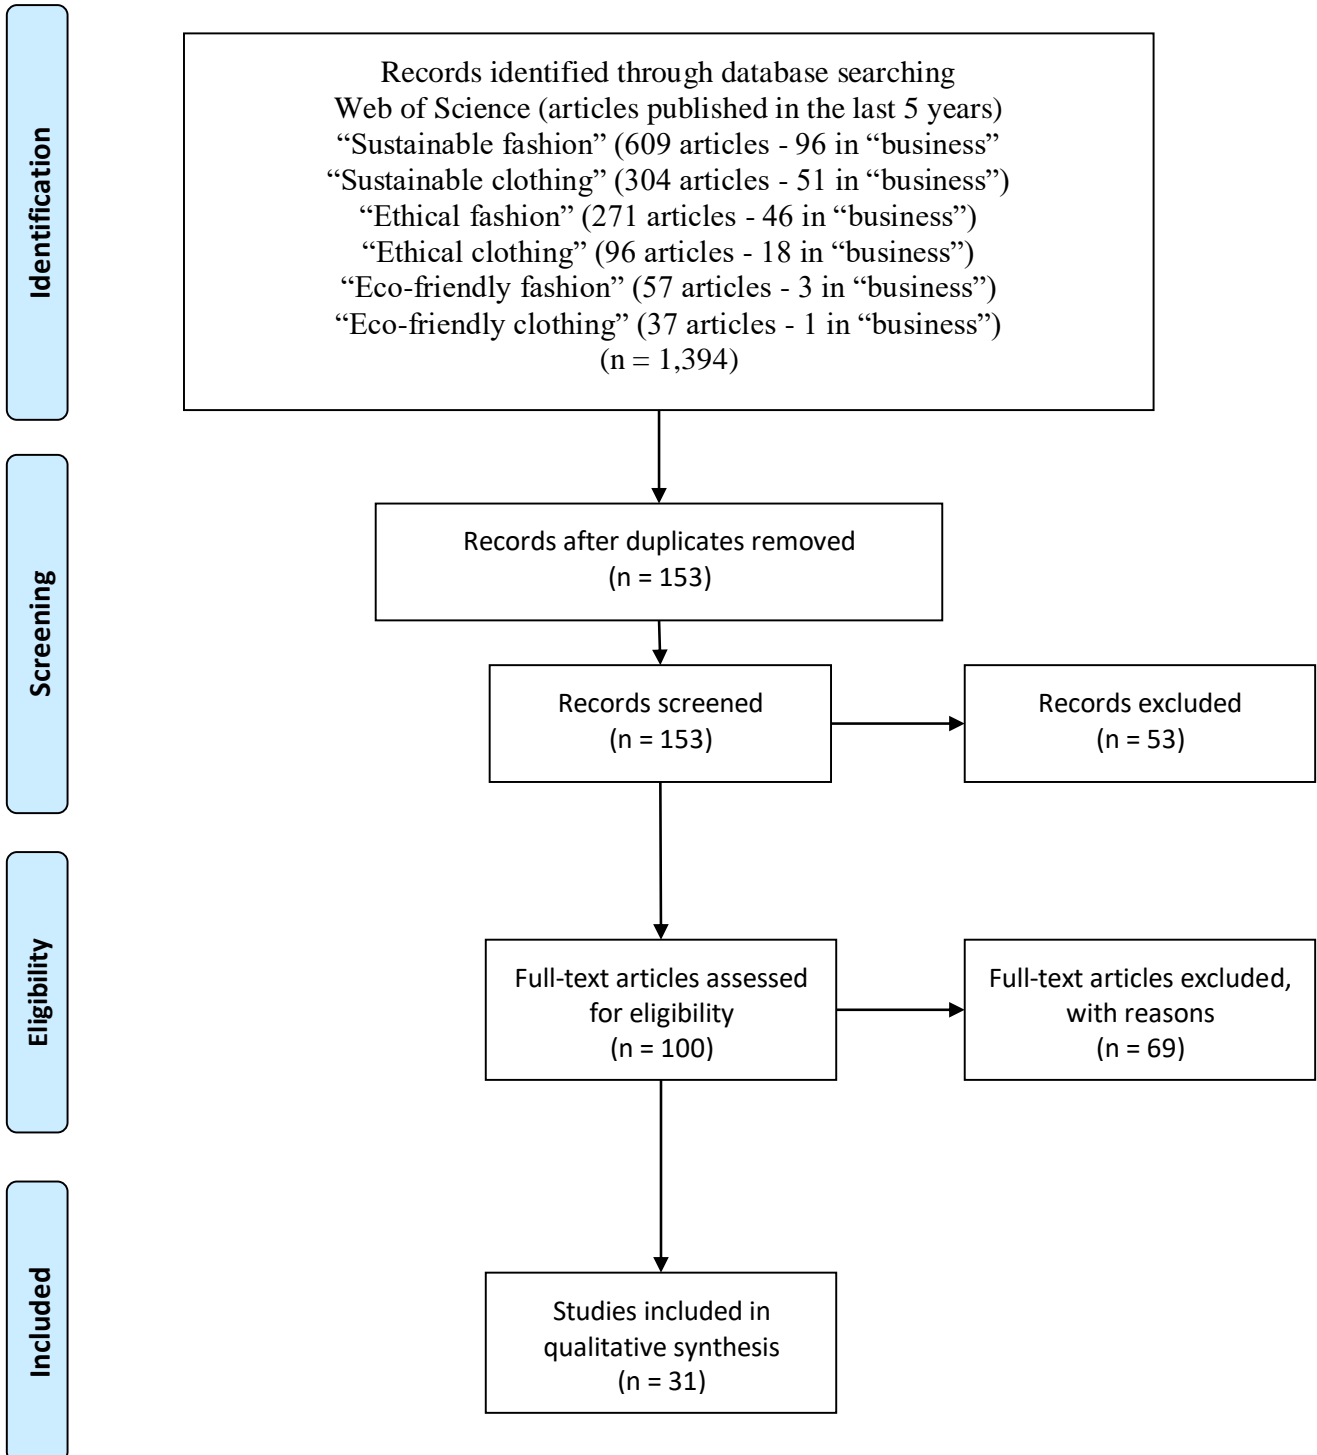 Identification
Records identified through database searching
Web of Science (articles published in the last 5 years)
“Sustainable fashion” (609 articles - 96 in “business”
“Sustainable clothing” (304 articles - 51 in “business”)
“Ethical fashion” (271 articles - 46 in “business”)
“Ethical clothing” (96 articles - 18 in “business”)
“Eco-friendly fashion” (57 articles - 3 in “business”)
“Eco-friendly clothing” (37 articles - 1 in “business”)
(n = 1,394)
Screening
Records after duplicates removed
(n = 153)
Records screened
(n = 153)
Records excluded
(n = 53)
Eligibility
Full-text articles assessed
for eligibility
(n = 100)
Full-text articles excluded,
with reasons
(n = 69)
Included
Studies included in
qualitative synthesis
(n = 31)